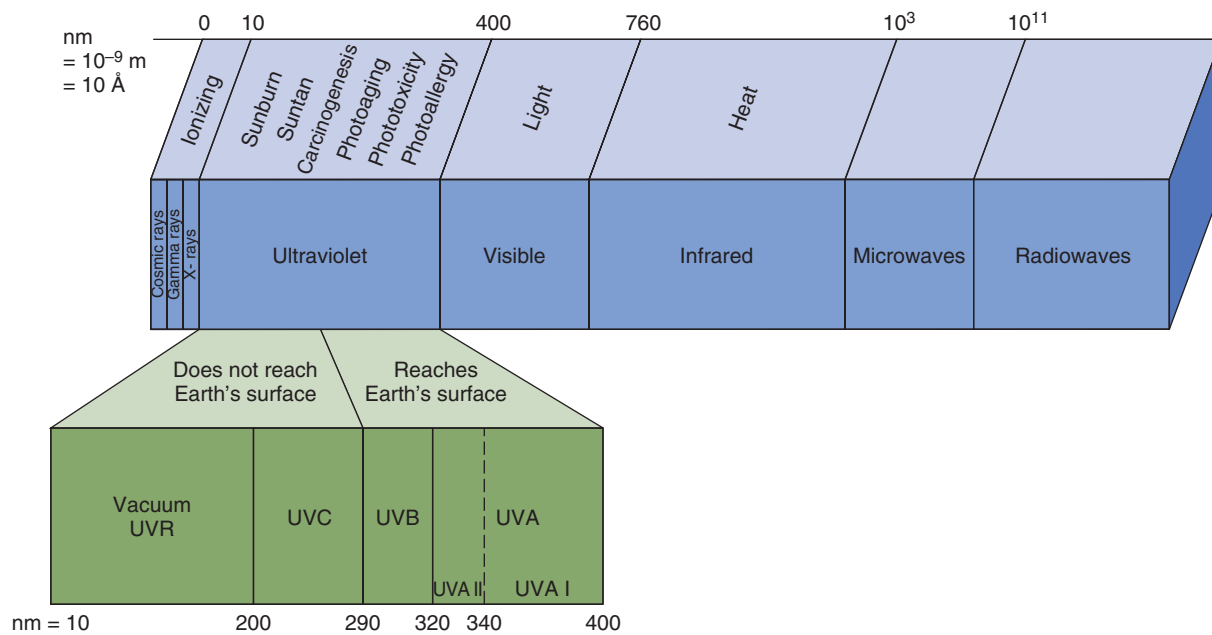 0 10 400 760 10³ 10¹¹
nm
= 10⁻⁹ m
= 10 Å
Ionizing
Sunburn
Suntan
Carcinogenesis
Photoaging
Phototoxicity
Photoallergy
Light
Heat
Cosmic rays
Gamma rays
X- rays
Ultraviolet
Visible
Infrared
Microwaves
Radiowaves
Does not reach
Earth's surface
Reaches
Earth's surface
Vacuum
UVR
UVC
UVB
UVA
UVA II
UVA I
nm = 10 200 290 320 340 400